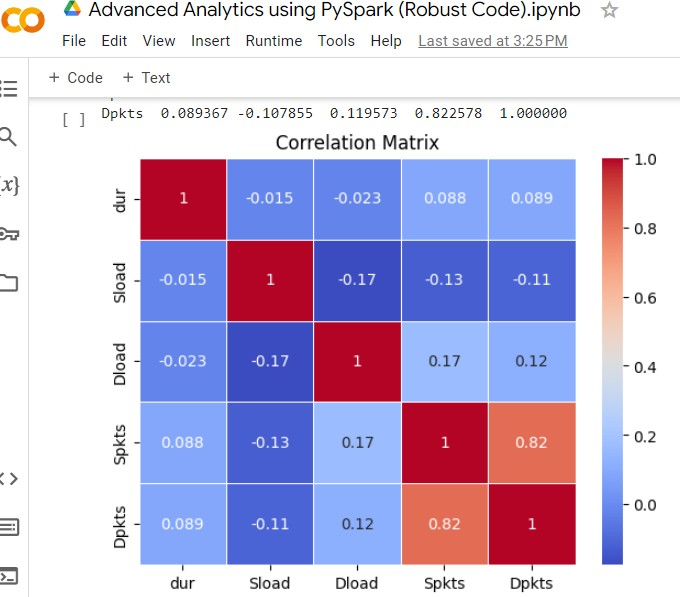 Advanced Analytics using PySpark (Robust Code).ipynb
File Edit View Insert Runtime Tools Help Last saved at 3:25 PM
+ Code + Text
[ ] Dpkts 0.089367 -0.107855 0.119573 0.822578 1.000000
Correlation Matrix
dur 1 -0.015 -0.023 0.088 0.089
Sload -0.015 1 -0.17 -0.13 -0.11
Dload -0.023 -0.17 1 0.17 0.12
Spkts 0.088 -0.13 0.17 1 0.82
Dpkts 0.089 -0.11 0.12 0.82 1
dur Sload Dload Spkts Dpkts
1.0
0.8
0.6
0.4
0.2
0.0
{x}